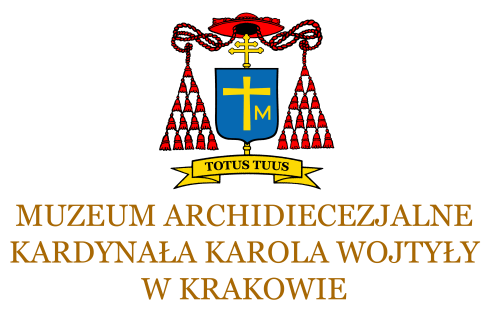 M
TOTUS TUUS
MUZEUM ARCHIDIECEZJALNE
KARDYNAŁA KAROLA WOJTYŁY
W KRAKOWIE